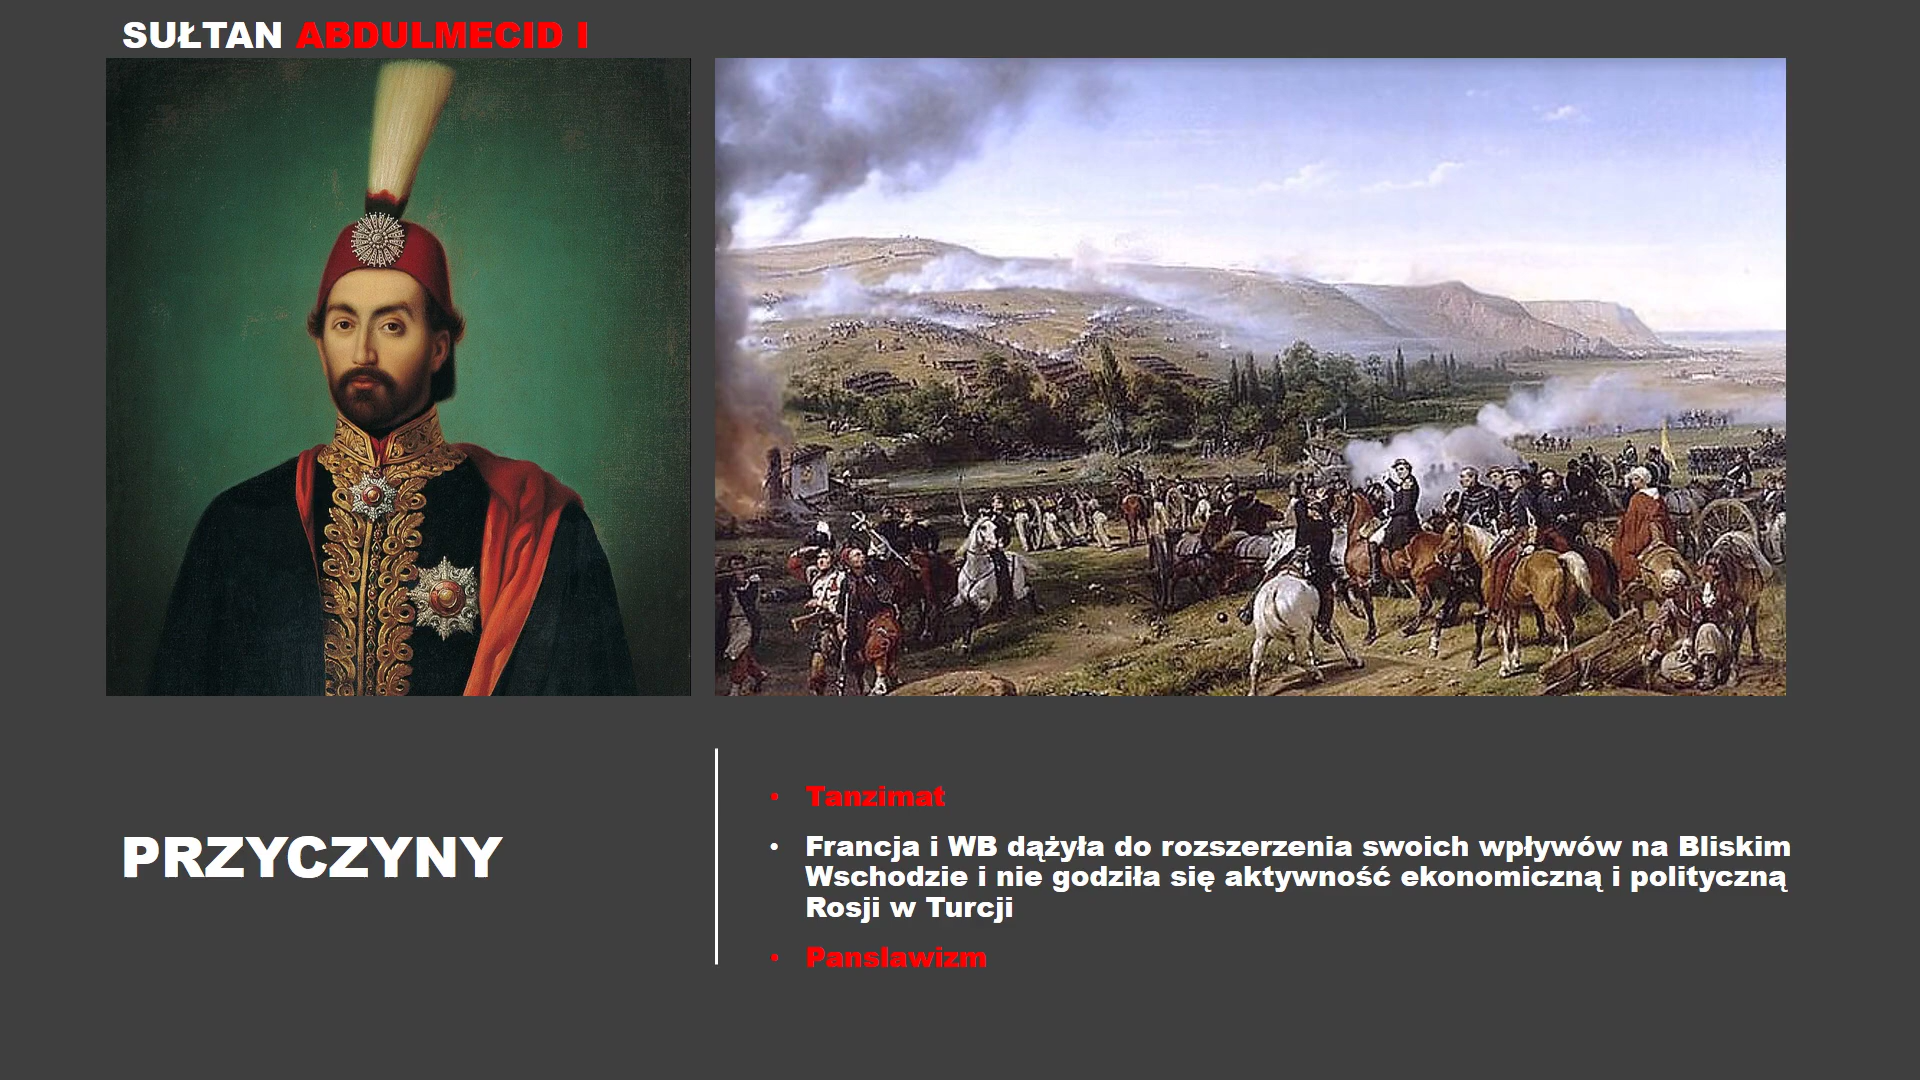 SUŁTAN ABDULMECID I
PRZYCZYNY
• Tanzimat
• Francja i WB dążyła do rozszerzenia swoich wpływów na Bliskim
Wschodzie i nie godziła się aktywność ekonomiczną i polityczną
Rosji w Turcji
• Panslawizm